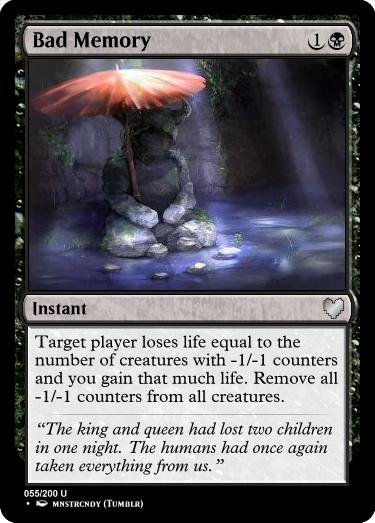 Bad Memory 1
Instant
Target player loses life equal to the
number of creatures with -1/-1 counters
and you gain that much life. Remove all
-1/-1 counters from all creatures.
“The king and queen had lost two children
in one night. The humans had once again
taken everything from us.”
055/200 U
• MNSTRCNDY (TUMBLR)